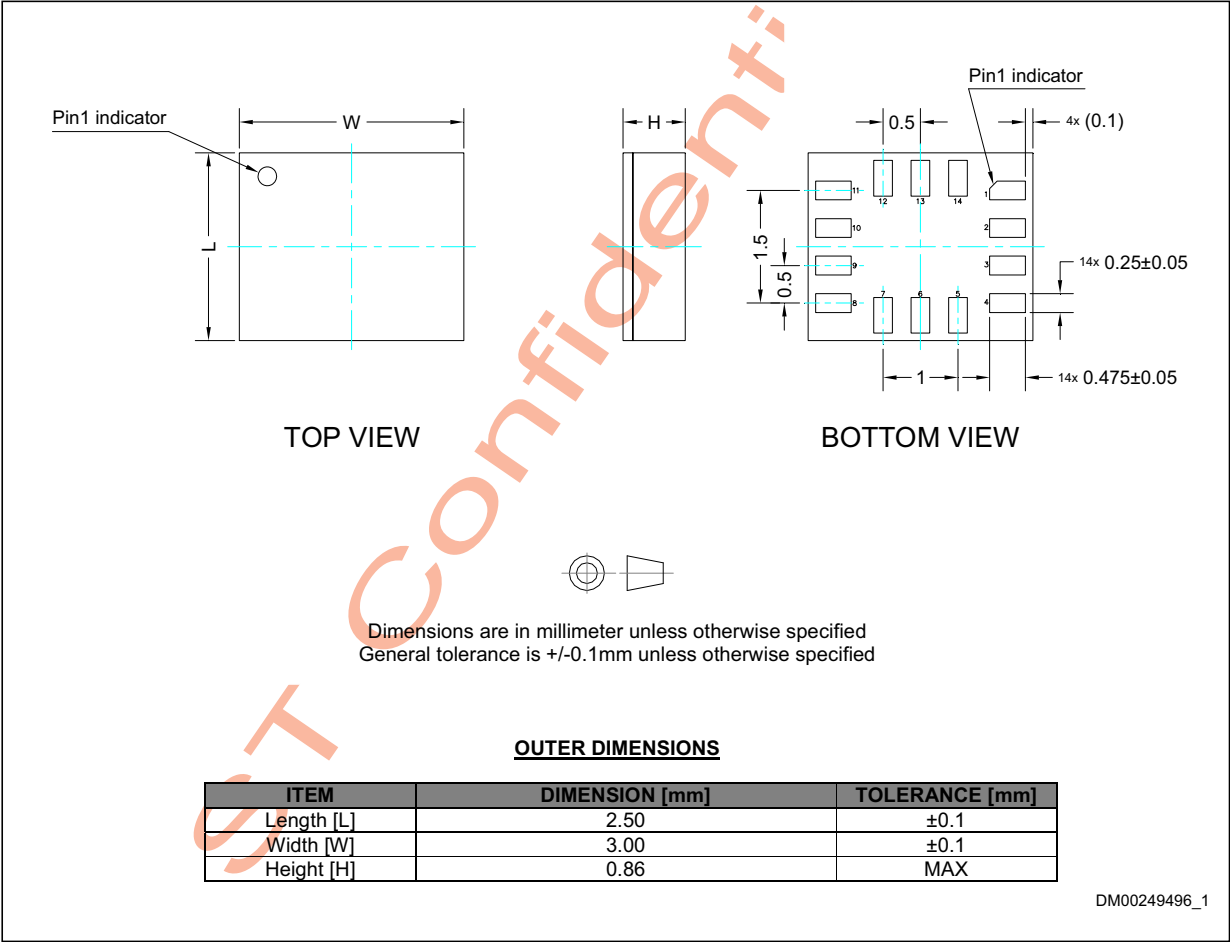 Pin1 indicator
W
L
H
TOP VIEW
Pin1 indicator
0.5
4x (0.1)
11
12
13
14
1
10
2
9
3
8
7
6
5
4
1.5
0.5
14x 0.25±0.05
1
14x 0.475±0.05
BOTTOM VIEW
ST Confidenti
Dimensions are in millimeter unless otherwise specified
General tolerance is +/-0.1mm unless otherwise specified
OUTER DIMENSIONS
ITEM DIMENSION [mm] TOLERANCE [mm]
Length [L] 2.50 ±0.1
Width [W] 3.00 ±0.1
Height [H] 0.86 MAX
DM00249496_1